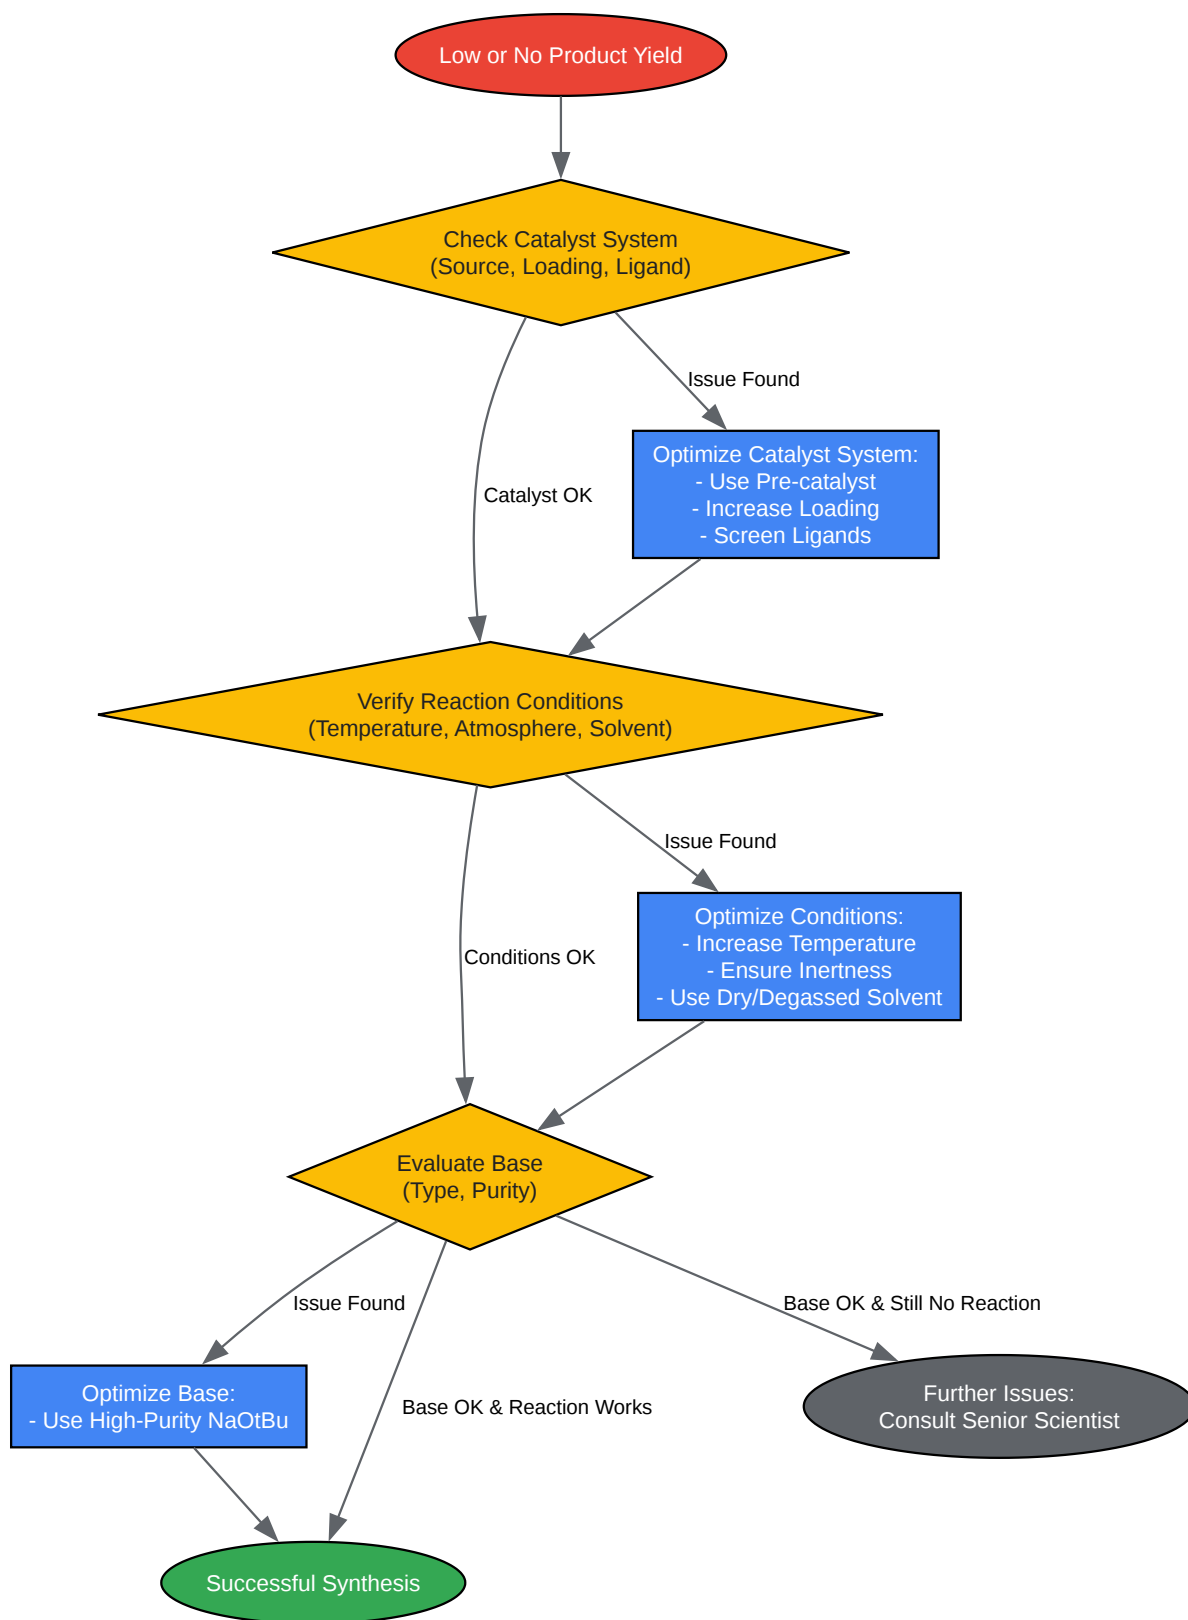 Low or No Product Yield
Check Catalyst System
(Source, Loading, Ligand)
Issue Found
Optimize Catalyst System:
- Use Pre-catalyst
- Increase Loading
- Screen Ligands
Catalyst OK
Verify Reaction Conditions
(Temperature, Atmosphere, Solvent)
Issue Found
Optimize Conditions:
- Increase Temperature
- Ensure Inertness
- Use Dry/Degassed Solvent
Conditions OK
Evaluate Base
(Type, Purity)
Issue Found
Base OK & Still No Reaction
Optimize Base:
- Use High-Purity NaOtBu
Base OK & Reaction Works
Further Issues:
Consult Senior Scientist
Successful Synthesis